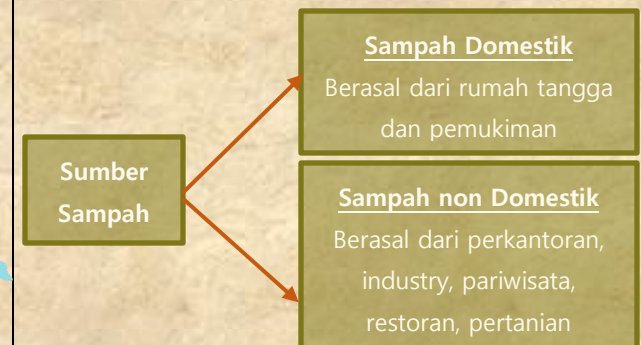 Sampah Domestik
Berasal dari rumah tangga
dan pemukiman
Sumber
Sampah
Sampah non Domestik
Berasal dari perkantoran,
industry, pariwisata,
restoran, pertanian